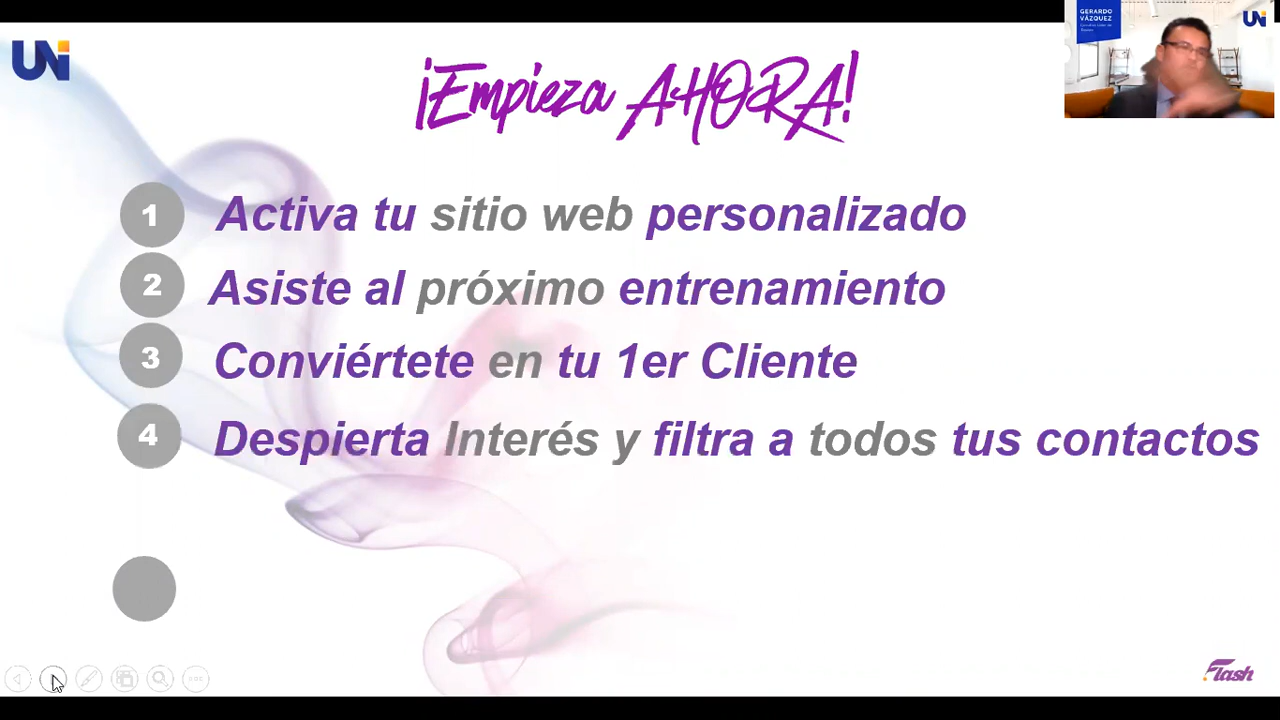 UNi
¡Empieza AHORA!
GERARDO
VÁZQUEZ
UNi
1 Activa tu sitio web personalizado
2 Asiste al próximo entrenamiento
3 Conviértete en tu 1er Cliente
4 Despierta Interés y filtra a todos tus contactos
Flash